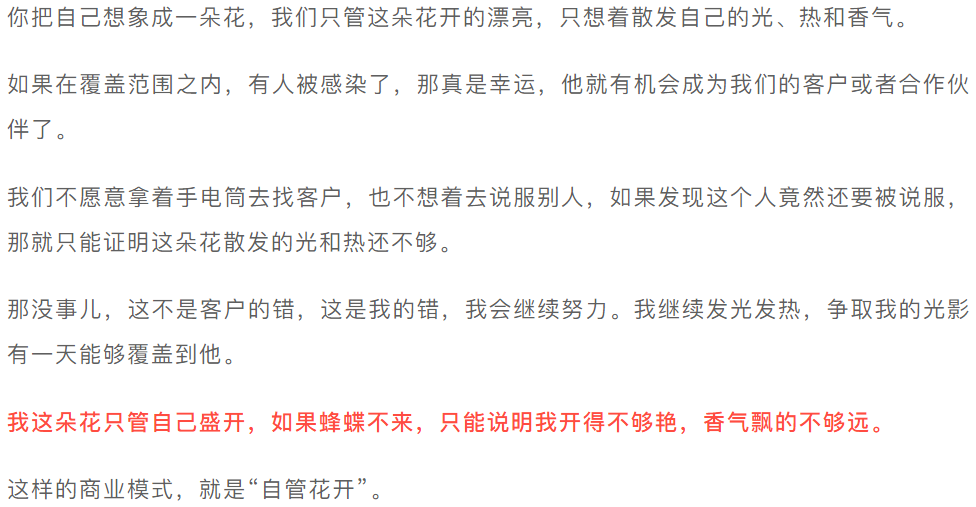 你把自己想象成一朵花，我们只管这朵花开的漂亮，只想着散发自己的光、热和香气。
如果在覆盖范围之内，有人被感染了，那真是幸运，他就有机会成为我们的客户或者合作伙
伴了。
我们不愿意拿着手电筒去找客户，也不想着去说服别人，如果发现这个人竟然还要被说服，
那就只能证明这朵花散发的光和热还不够。
那没事儿，这不是客户的错，这是我的错，我会继续努力。我继续发光发热，争取我的光影
有一天能够覆盖到他。
我这朵花只管自己盛开，如果蜂蝶不来，只能说明我开得不够艳，香气飘的不够远。
这样的商业模式，就是“自管花开”。